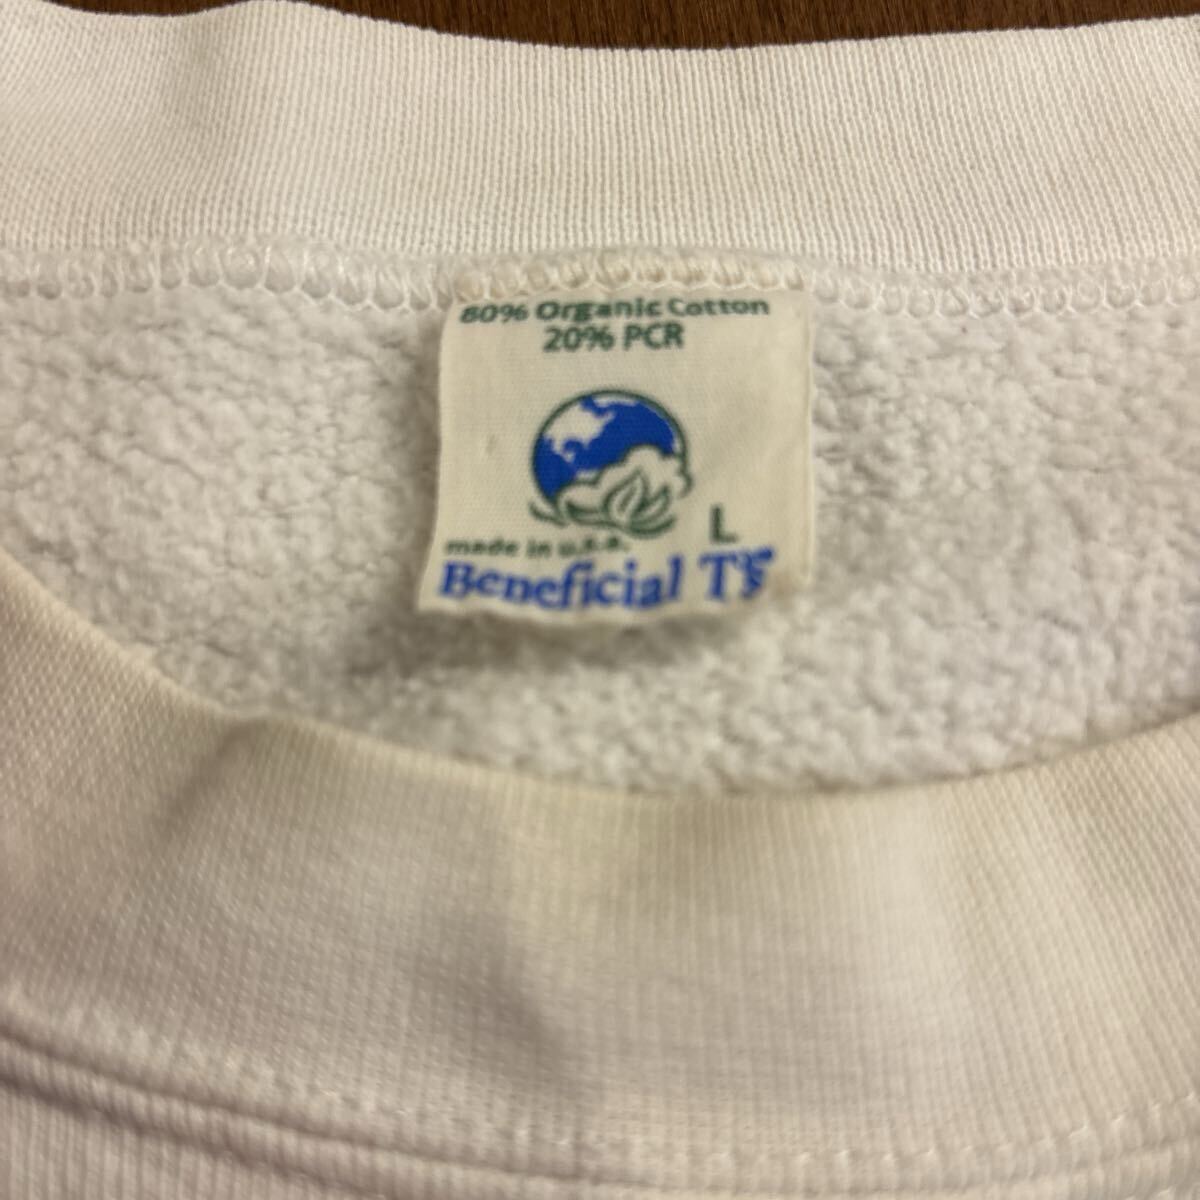 80% Organic Cotton
20% PCR
L
made in u.s.a.
Beneficial T's